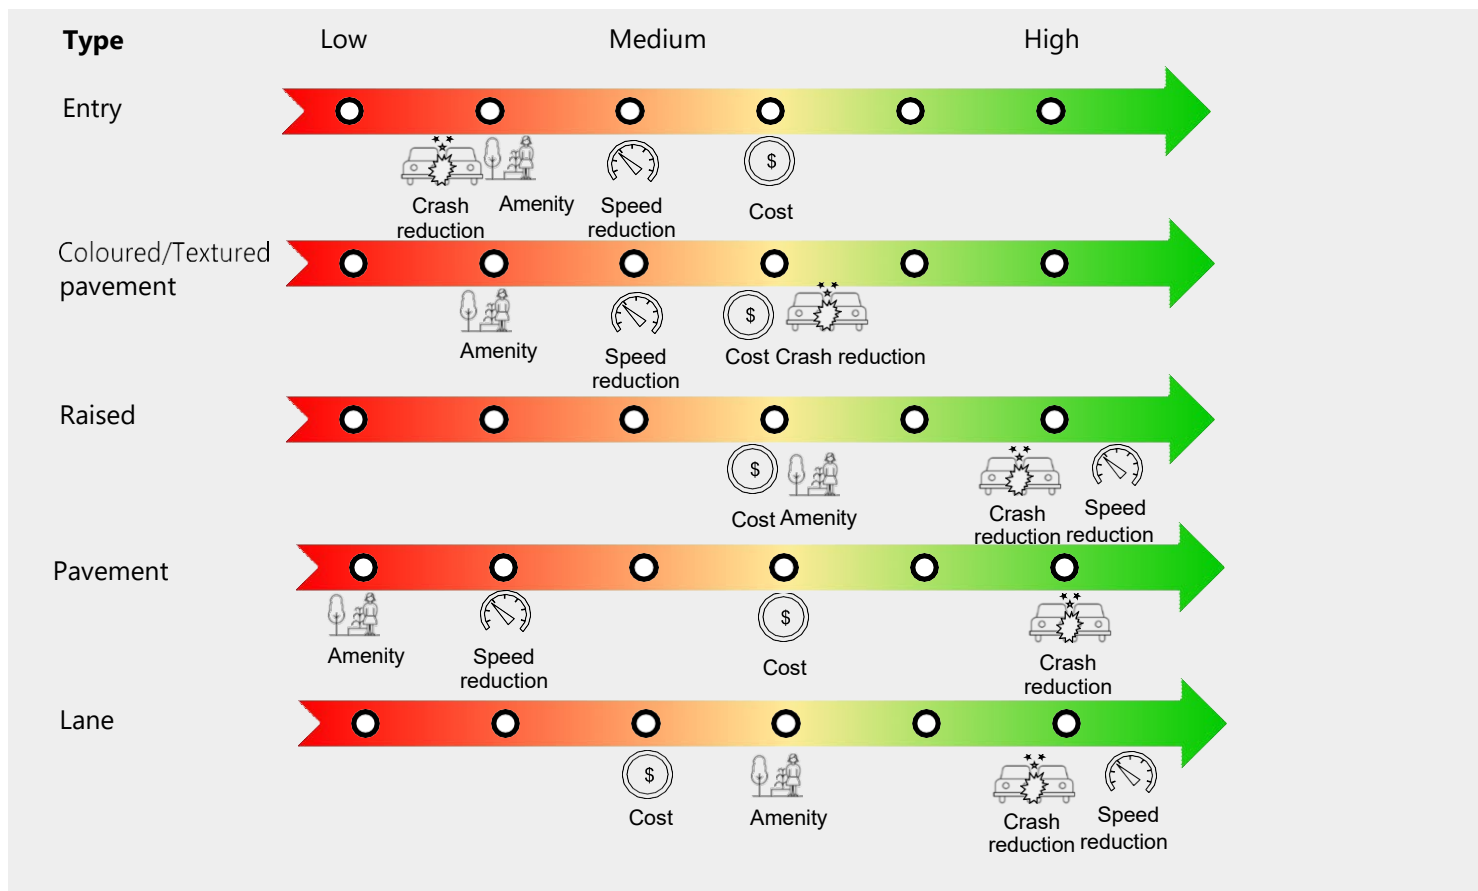 Type Low Medium High
Entry
Crash reduction
Amenity
Speed reduction
$
Cost
Coloured/Textured
pavement
Amenity
Speed
reduction
$
Cost Crash reduction
Raised
$
Cost Amenity
Crash
reduction
Speed
reduction
Pavement
Amenity
Speed
reduction
$
Cost
Crash
reduction
Lane
$
Cost
Amenity
Crash
reduction
Speed
reduction